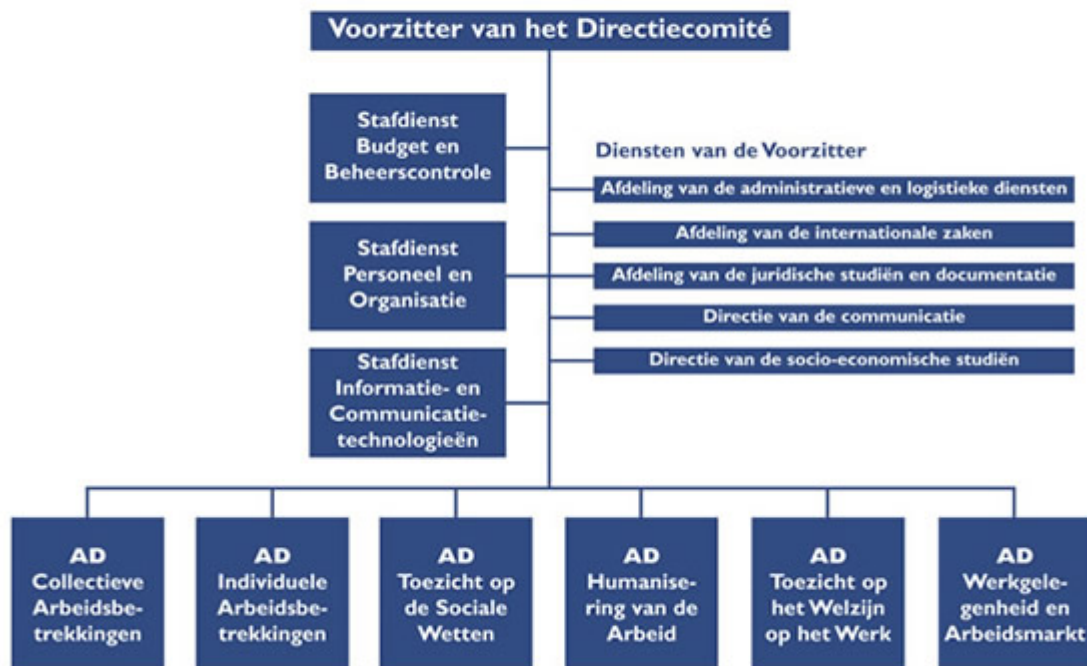 Voorzitter van het Directiecomité
Stafdienst
Budget en
Beheerscontrole
Diensten van de Voorzitter
Afdeling van de administratieve en logistieke diensten
Afdeling van de internationale zaken
Stafdienst
Personeel en
Organisatie
Afdeling van de juridische studiën en documentatie
Directie van de communicatie
Directie van de socio-economische studiën
Stafdienst
Informatie- en
Communicatie-
technologieën
AD
Collectieve
Arbeidsbe-
trekkingen
AD
Individuele
Arbeidsbe-
trekkingen
AD
Toezicht op
de Sociale
Wetten
AD
Humanise-
ring van de
Arbeid
AD
Toezicht op
het Welzijn
op het Werk
AD
Werkgele-
genheid en
Arbeidsmarkt